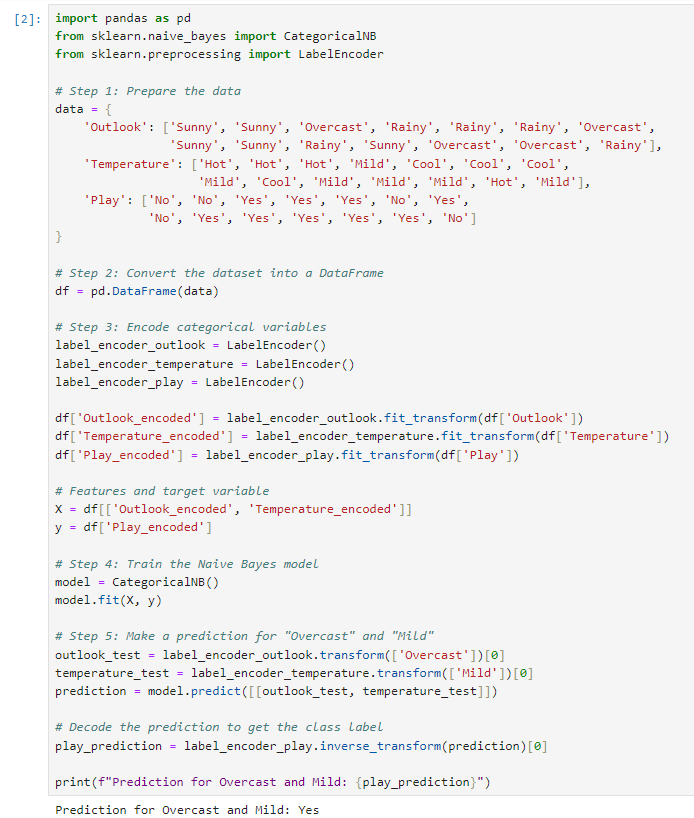 [2]: import pandas as pd
from sklearn.naive_bayes import CategoricalNB
from sklearn.preprocessing import LabelEncoder

# Step 1: Prepare the data
data = {
    'Outlook': ['Sunny', 'Sunny', 'Overcast', 'Rainy', 'Rainy', 'Rainy', 'Overcast',
                'Sunny', 'Sunny', 'Rainy', 'Sunny', 'Overcast', 'Overcast', 'Rainy'],
    'Temperature': ['Hot', 'Hot', 'Hot', 'Mild', 'Cool', 'Cool', 'Cool',
                    'Mild', 'Cool', 'Mild', 'Mild', 'Mild', 'Hot', 'Mild'],
    'Play': ['No', 'No', 'Yes', 'Yes', 'Yes', 'No', 'Yes',
             'No', 'Yes', 'Yes', 'Yes', 'Yes', 'Yes', 'No']
}

# Step 2: Convert the dataset into a DataFrame
df = pd.DataFrame(data)

# Step 3: Encode categorical variables
label_encoder_outlook = LabelEncoder()
label_encoder_temperature = LabelEncoder()
label_encoder_play = LabelEncoder()

df['Outlook_encoded'] = label_encoder_outlook.fit_transform(df['Outlook'])
df['Temperature_encoded'] = label_encoder_temperature.fit_transform(df['Temperature'])
df['Play_encoded'] = label_encoder_play.fit_transform(df['Play'])

# Features and target variable
X = df[['Outlook_encoded', 'Temperature_encoded']]
y = df['Play_encoded']

# Step 4: Train the Naive Bayes model
model = CategoricalNB()
model.fit(X, y)

# Step 5: Make a prediction for "Overcast" and "Mild"
outlook_test = label_encoder_outlook.transform(['Overcast'])[0]
temperature_test = label_encoder_temperature.transform(['Mild'])[0]
prediction = model.predict([[outlook_test, temperature_test]])

# Decode the prediction to get the class label
play_prediction = label_encoder_play.inverse_transform(prediction)[0]

print(f"Prediction for Overcast and Mild: {play_prediction}")
Prediction for Overcast and Mild: Yes